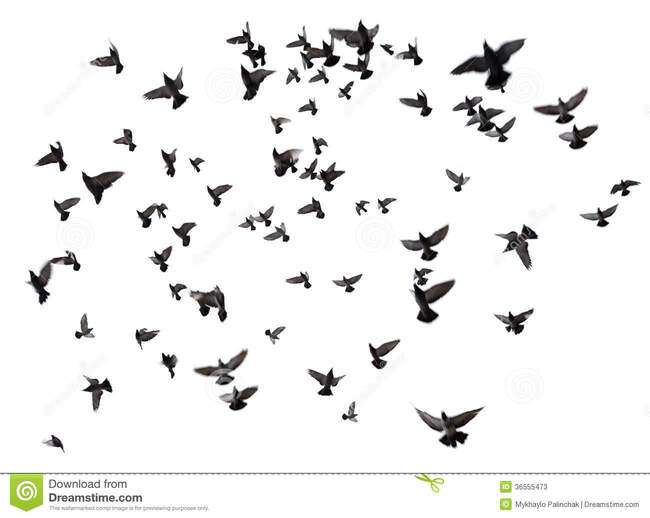 Download from
Dreamstime.com
This watermarked comp image is for previewing purposes only.
36555473
Mykhaylo Palinchak | Dreamstime.com